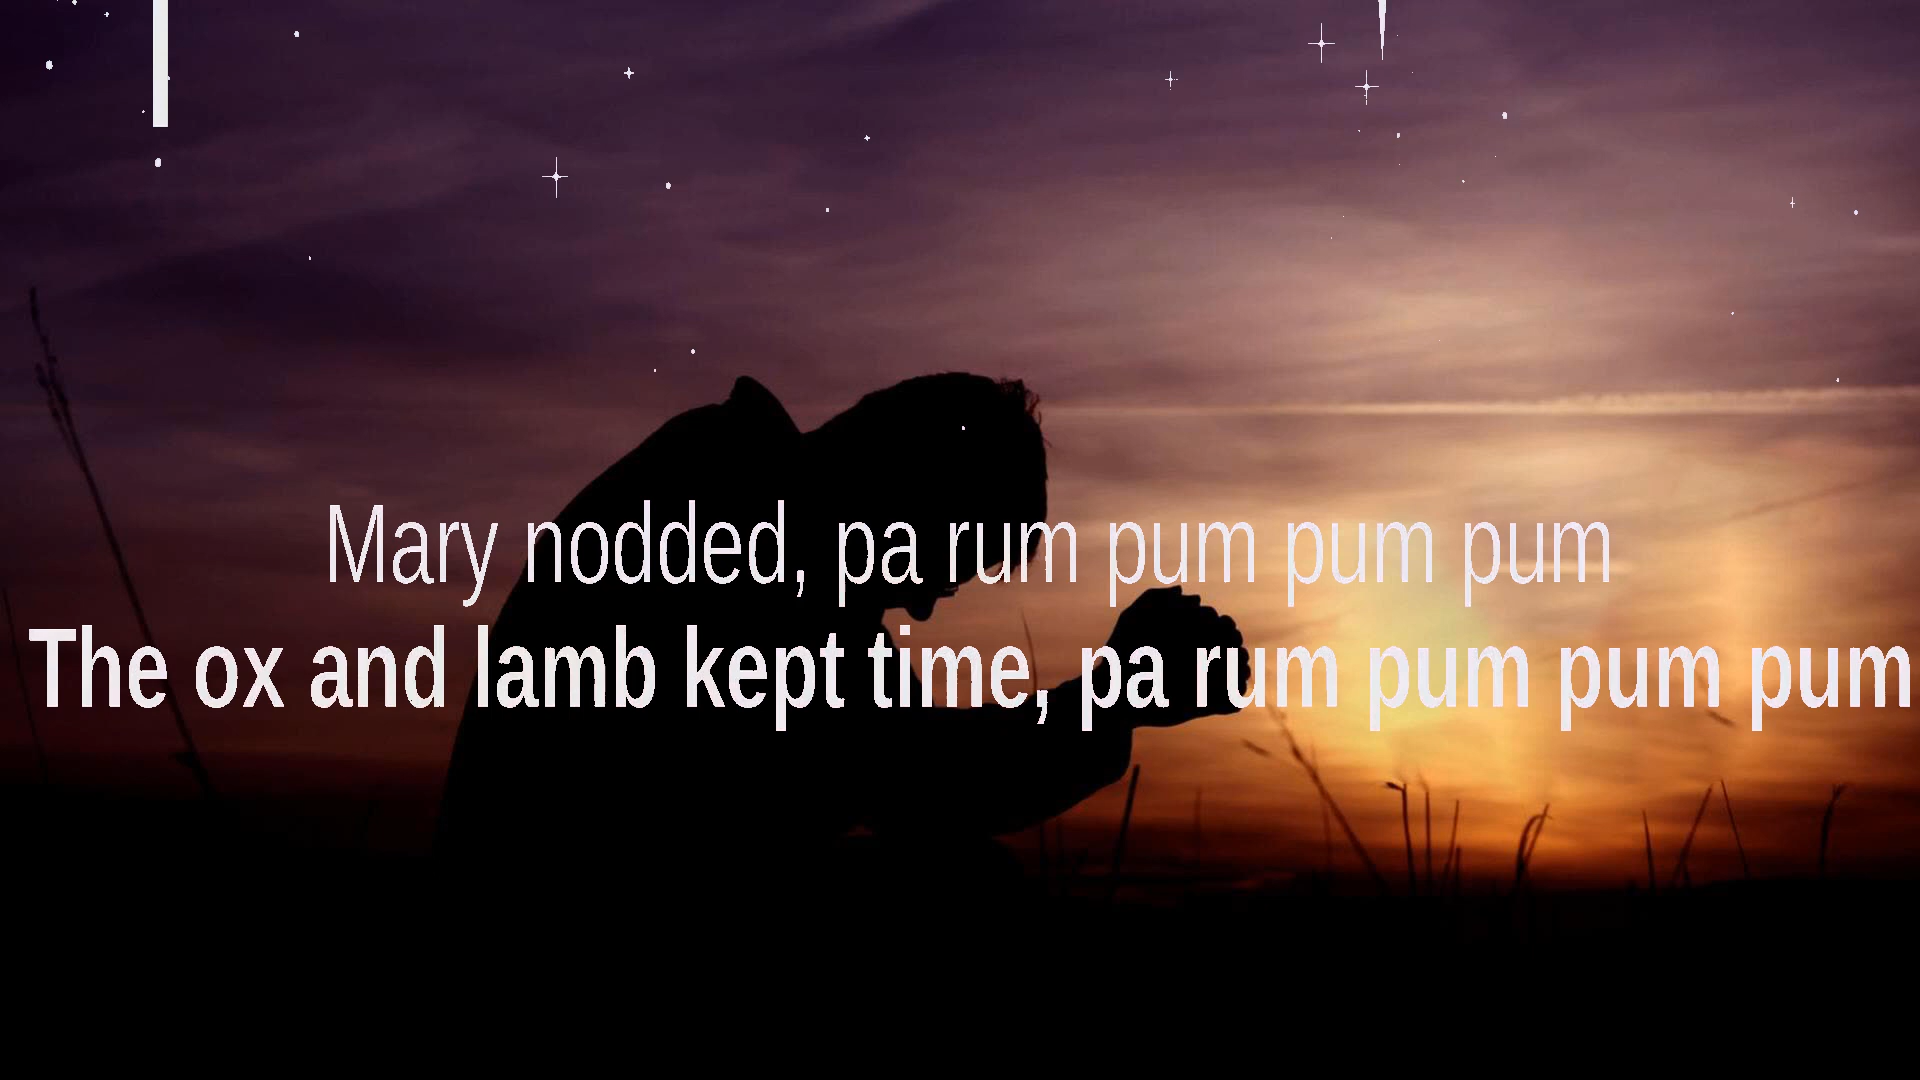 Mary nodded, pa rum pum pum pum
The ox and lamb kept time, pa rum pum pum pum